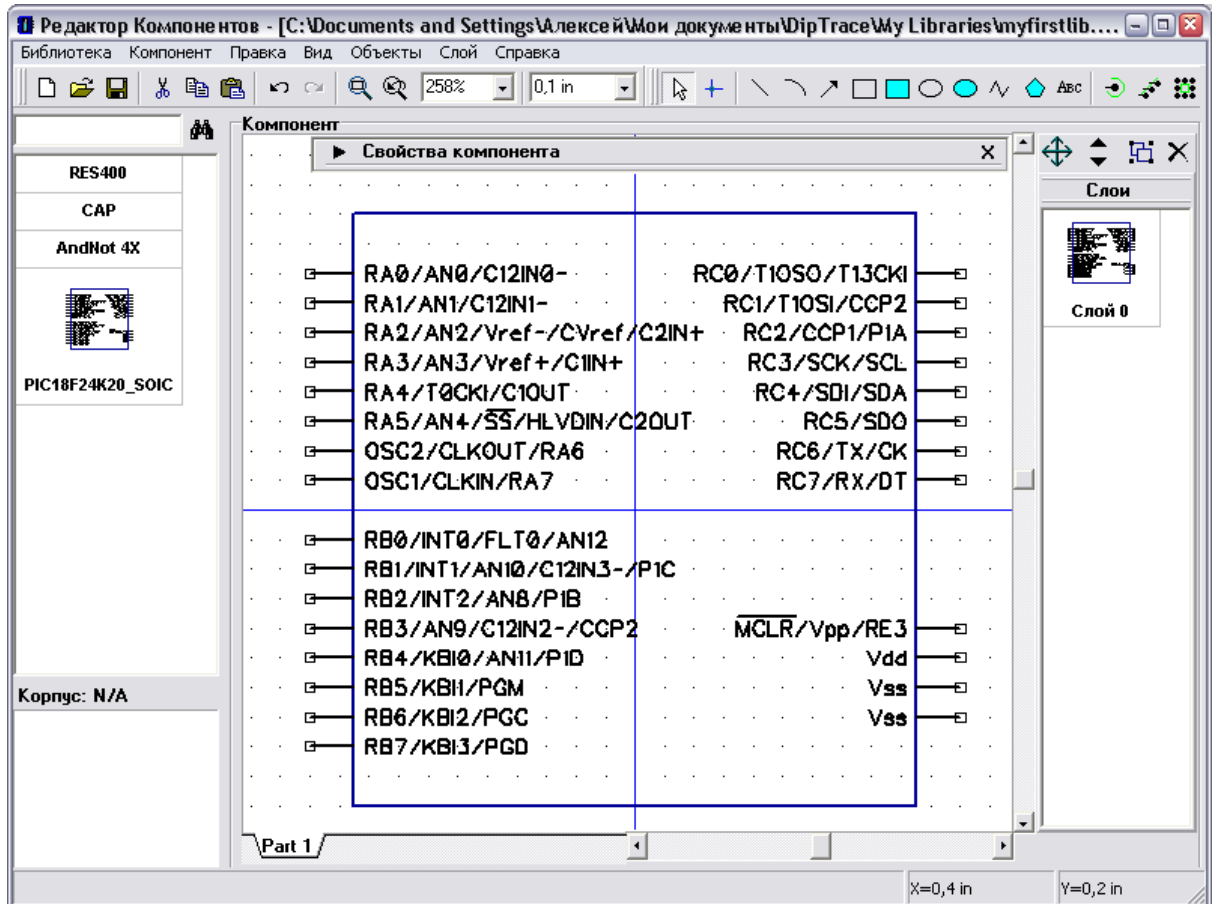 Редактор Компонентов - [C:\Documents and Settings\Алексей\Мои документы\DipTrace\My Libraries\myfirstlib....
Библиотека Компонент Правка Вид Объекты Слой Справка
258% 0,1 in ABC
Компонент
Свойства компонента
RES400
CAP
AndNot 4X
PIC18F24K20_SOIC
Корпус: N/A
Слои
Слой 0
RA0/AN0/C12IN0- RC0/T1OSO/T13CKI
RA1/AN1/C12IN1- RC1/T1OSI/CCP2
RA2/AN2/Vref-/CVref/C2IN+ RC2/CCP1/P1A
RA3/AN3/Vref+/C1IN+ RC3/SCK/SCL
RA4/T0CKI/C1OUT RC4/SDI/SDA
RA5/AN4/SS/HLVDIN/C2OUT RC5/SDO
OSC2/CLKOUT/RA6 RC6/TX/CK
OSC1/CLKIN/RA7 RC7/RX/DT
RB0/INT0/FLT0/AN12
RB1/INT1/AN10/C12IN3-/P1C
RB2/INT2/AN8/P1B
RB3/AN9/C12IN2-/CCP2 MCLR/Vpp/RE3
RB4/KBI0/AN11/P1D Vdd
RB5/KBI1/PGM Vss
RB6/KBI2/PGC Vss
RB7/KBI3/PGD
Part 1
X=0,4 in Y=0,2 in